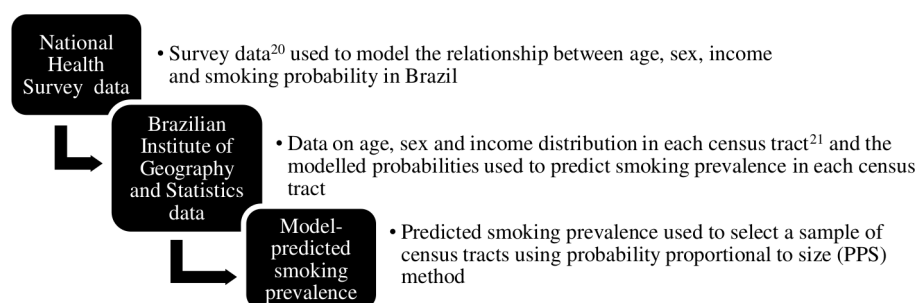 National
Health
Survey data
• Survey data²⁰ used to model the relationship between age, sex, income
and smoking probability in Brazil
Brazilian
Institute of
Geography
and Statistics
data
• Data on age, sex and income distribution in each census tract²¹ and the
modelled probabilities used to predict smoking prevalence in each census
tract
Model-
predicted
smoking
prevalence
• Predicted smoking prevalence used to select a sample of
census tracts using probability proportional to size (PPS)
method